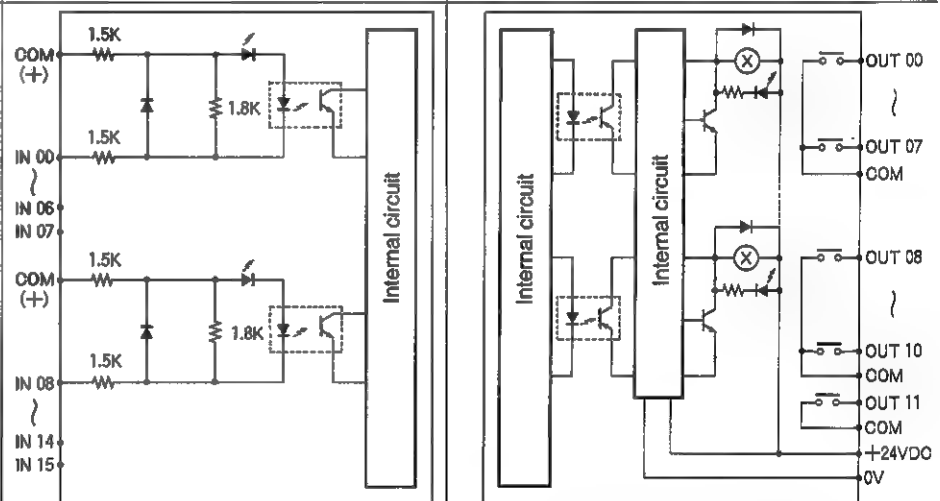 1.5K
COM
(+)
1.8K
1.5K
IN 00
IN 06
IN 07
1.5K
COM
(+)
1.8K
1.5K
IN 08
IN 14
IN 15
Internal circuit
Internal circuit
Internal circuit
X
X
OUT 00
OUT 07
COM
OUT 08
OUT 10
COM
OUT 11
COM
+24VDC
0V